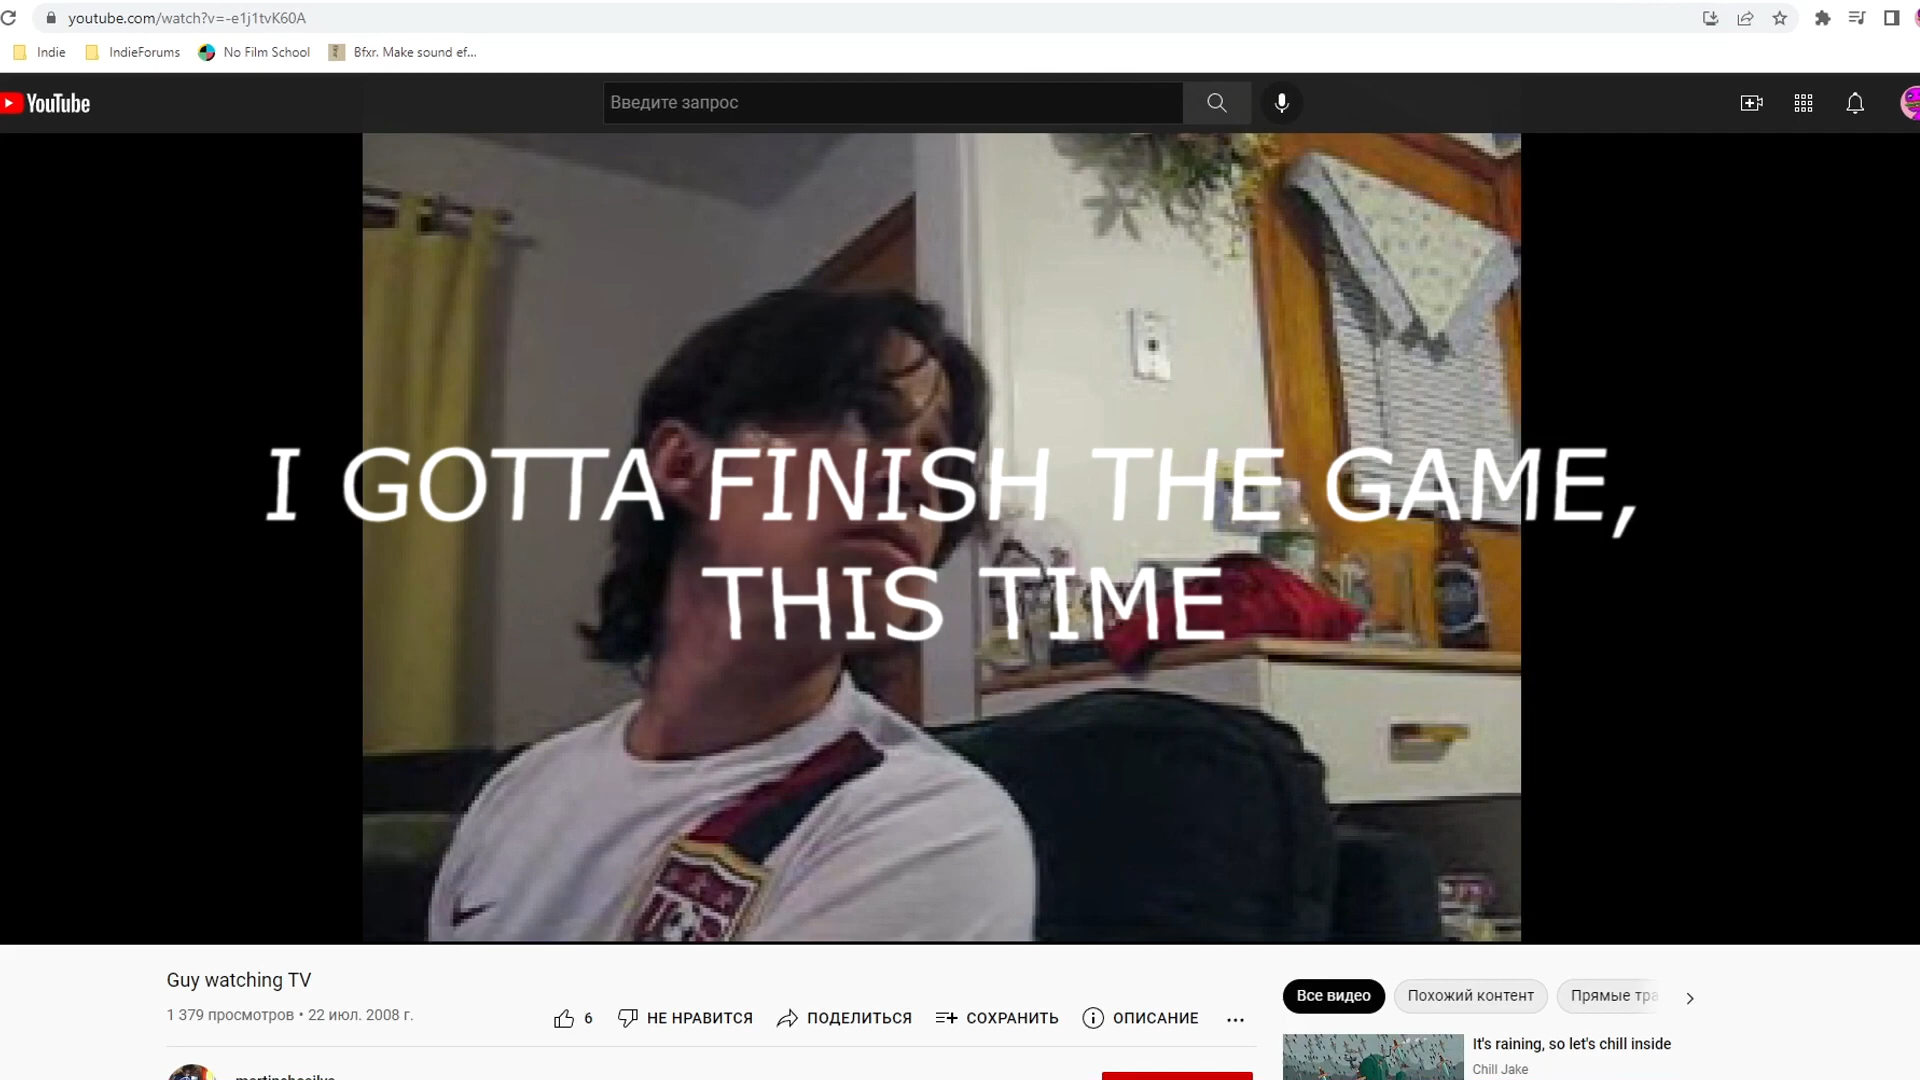 youtube.com/watch?v=-e1j1tvK60A
Indie IndieForums No Film School Bfxr. Make sound ef...
YouTube Введите запрос
I GOTTA FINISH THE GAME,
THIS TIME
Guy watching TV
1 379 просмотров • 22 июл. 2008 г.
6 НЕ НРАВИТСЯ ПОДЕЛИТЬСЯ СОХРАНИТЬ ОПИСАНИЕ ...
Все видео Похожий контент Прямые тра
It's raining, so let's chill inside
Chill Jake